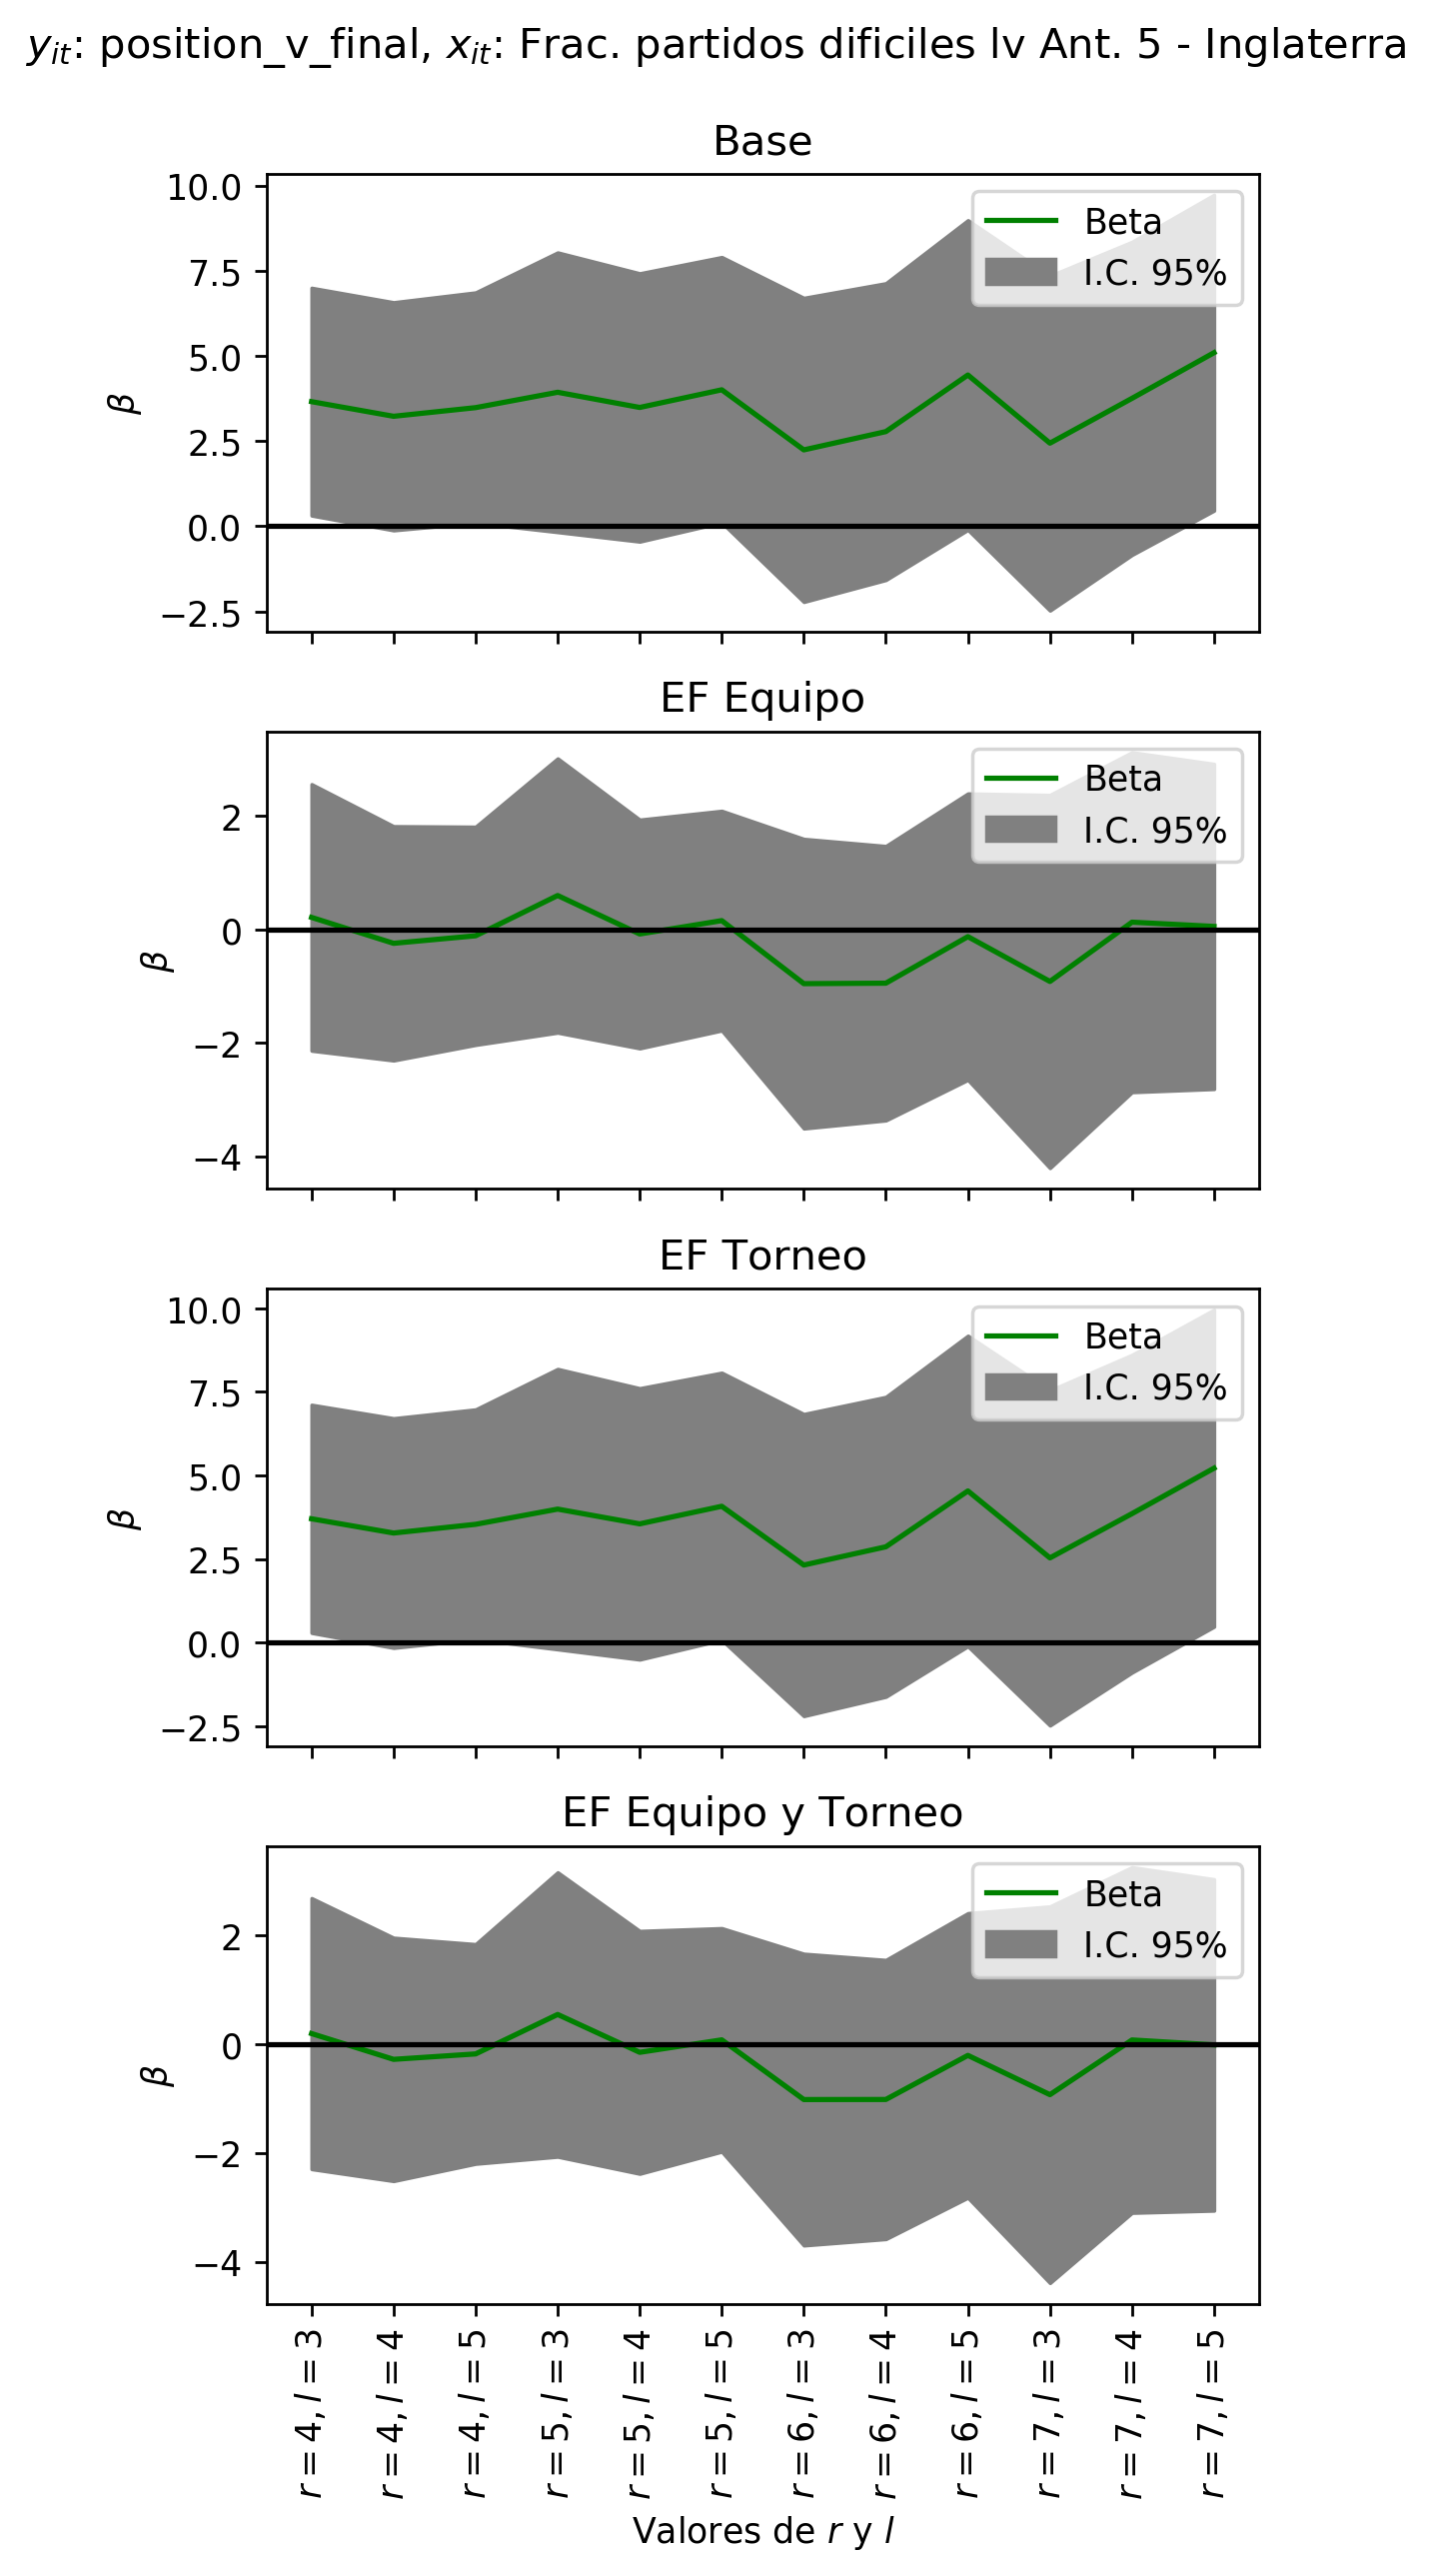 y_it: position_v_final, x_it: Frac. partidos dificiles lv Ant. 5 - Inglaterra
Base
10.0
7.5
5.0
2.5
0.0
−2.5
β
Beta
I.C. 95%
EF Equipo
2
0
−2
−4
β
Beta
I.C. 95%
EF Torneo
10.0
7.5
5.0
2.5
0.0
−2.5
β
Beta
I.C. 95%
EF Equipo y Torneo
2
0
−2
−4
β
Beta
I.C. 95%
r = 4, l = 3
r = 4, l = 4
r = 4, l = 5
r = 5, l = 3
r = 5, l = 4
r = 5, l = 5
r = 6, l = 3
r = 6, l = 4
r = 6, l = 5
r = 7, l = 3
r = 7, l = 4
r = 7, l = 5
Valores de r y l